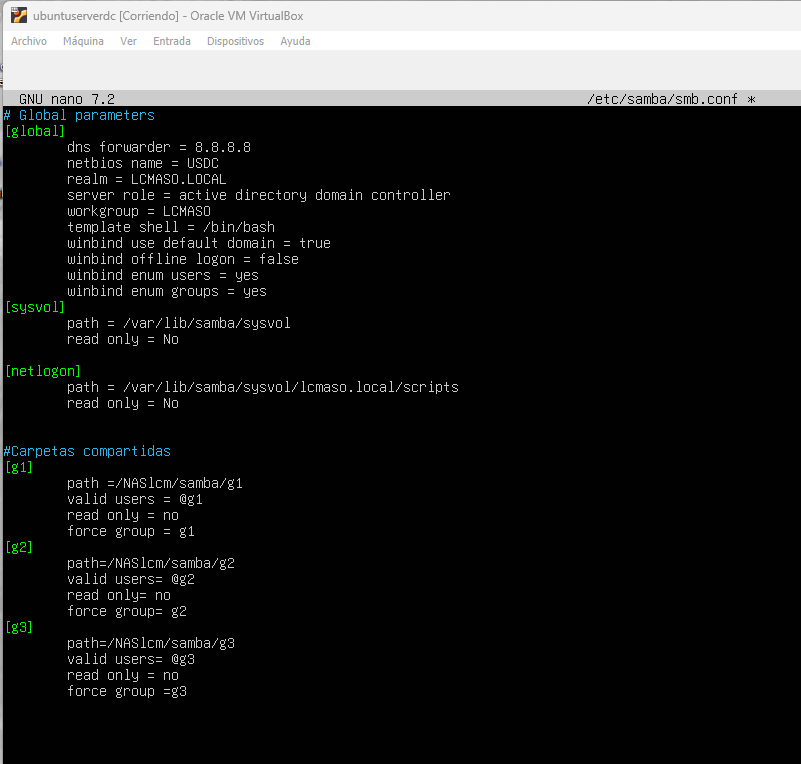 ubuntuserverdc [Corriendo] - Oracle VM VirtualBox
Archivo Máquina Ver Entrada Dispositivos Ayuda
GNU nano 7.2 /etc/samba/smb.conf *
# Global parameters
[global]
dns forwarder = 8.8.8.8
netbios name = USDC
realm = LCMASO.LOCAL
server role = active directory domain controller
workgroup = LCMASO
template shell = /bin/bash
winbind use default domain = true
winbind offline logon = false
winbind enum users = yes
winbind enum groups = yes
[sysvol]
path = /var/lib/samba/sysvol
read only = No
[netlogon]
path = /var/lib/samba/sysvol/lcmaso.local/scripts
read only = No
#Carpetas compartidas
[g1]
path =/NASlcm/samba/g1
valid users = @g1
read only = no
force group = g1
[g2]
path=/NASlcm/samba/g2
valid users= @g2
read only= no
force group= g2
[g3]
path=/NASlcm/samba/g3
valid users= @g3
read only = no
force group =g3